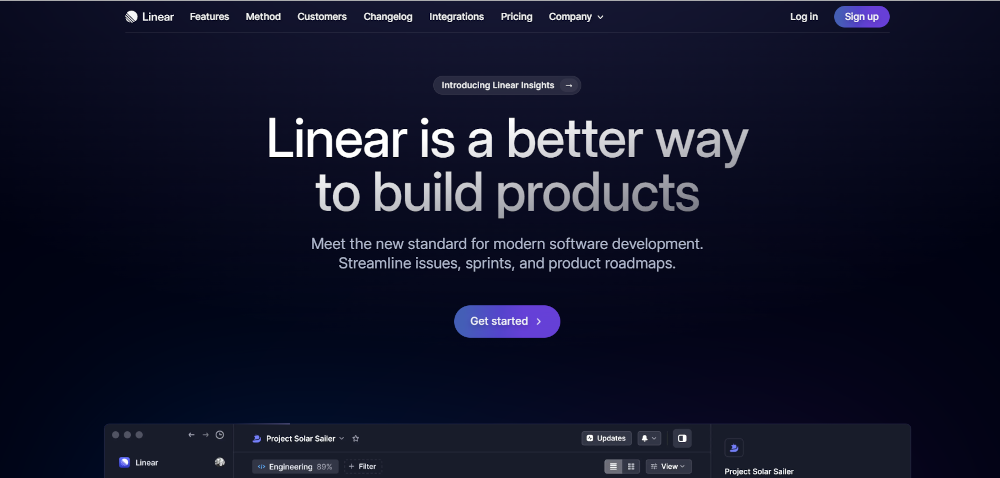 Linear Features Method Customers Changelog Integrations Pricing Company Log in Sign up
Introducing Linear Insights →
Linear is a better way
to build products
Meet the new standard for modern software development.
Streamline issues, sprints, and product roadmaps.
Get started
Project Solar Sailer Updates
Linear Engineering 89% + Filter View
Project Solar Sailer